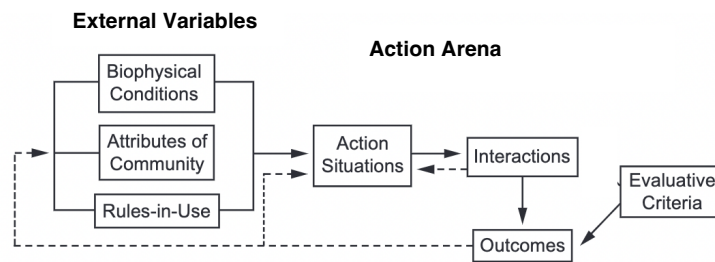 External Variables
Action Arena
Biophysical
Conditions
Attributes of
Community
Rules-in-Use
Action
Situations
Interactions
Evaluative
Criteria
Outcomes